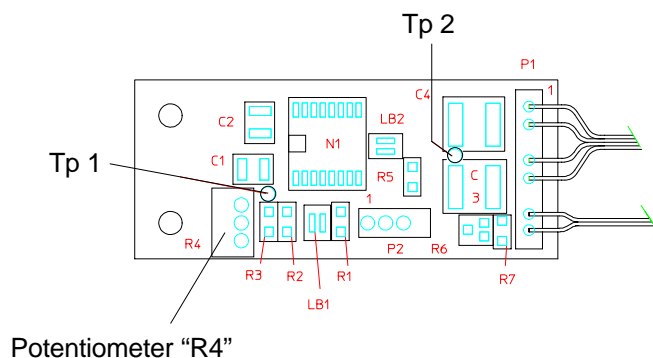 Tp 2
P1
C4
1
C2
LB2
N1
Tp 1
C1
R5
C
3
1
R4
P2
R6
R3
R2
R1
R7
LB1
Potentiometer “R4”